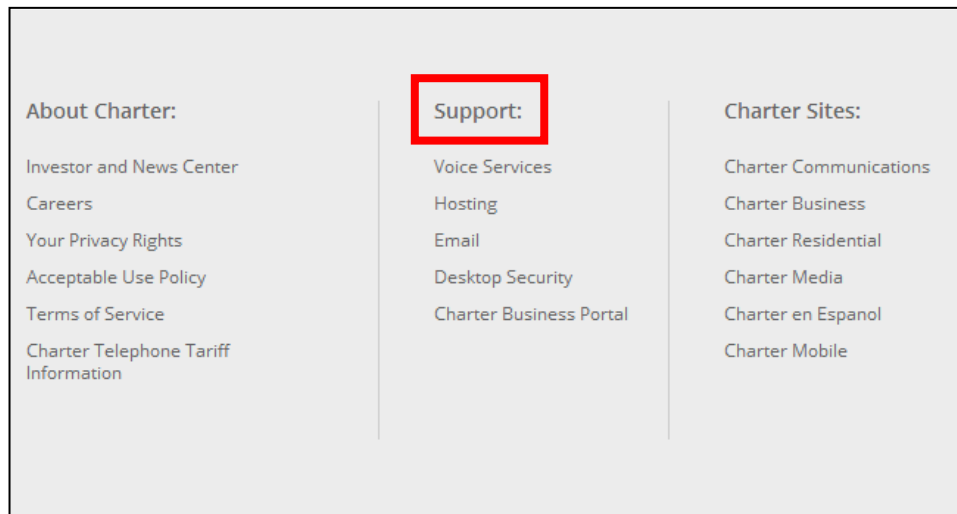 About Charter:
Investor and News Center
Careers
Your Privacy Rights
Acceptable Use Policy
Terms of Service
Charter Telephone Tariff
Information
Support:
Voice Services
Hosting
Email
Desktop Security
Charter Business Portal
Charter Sites:
Charter Communications
Charter Business
Charter Residential
Charter Media
Charter en Espanol
Charter Mobile